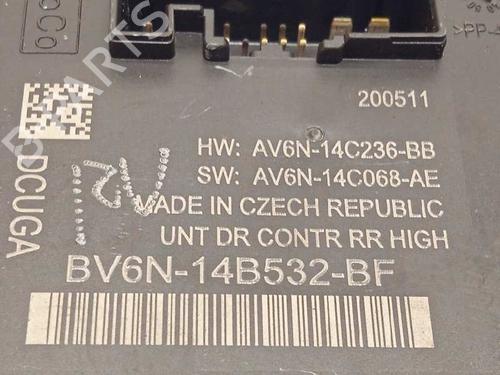 200511
HW: AV6N-14C236-BB
SW: AV6N-14C068-AE
MADE IN CZECH REPUBLIC
UNT DR CONTR RR HIGH
BV6N-14B532-BF
DCUGA